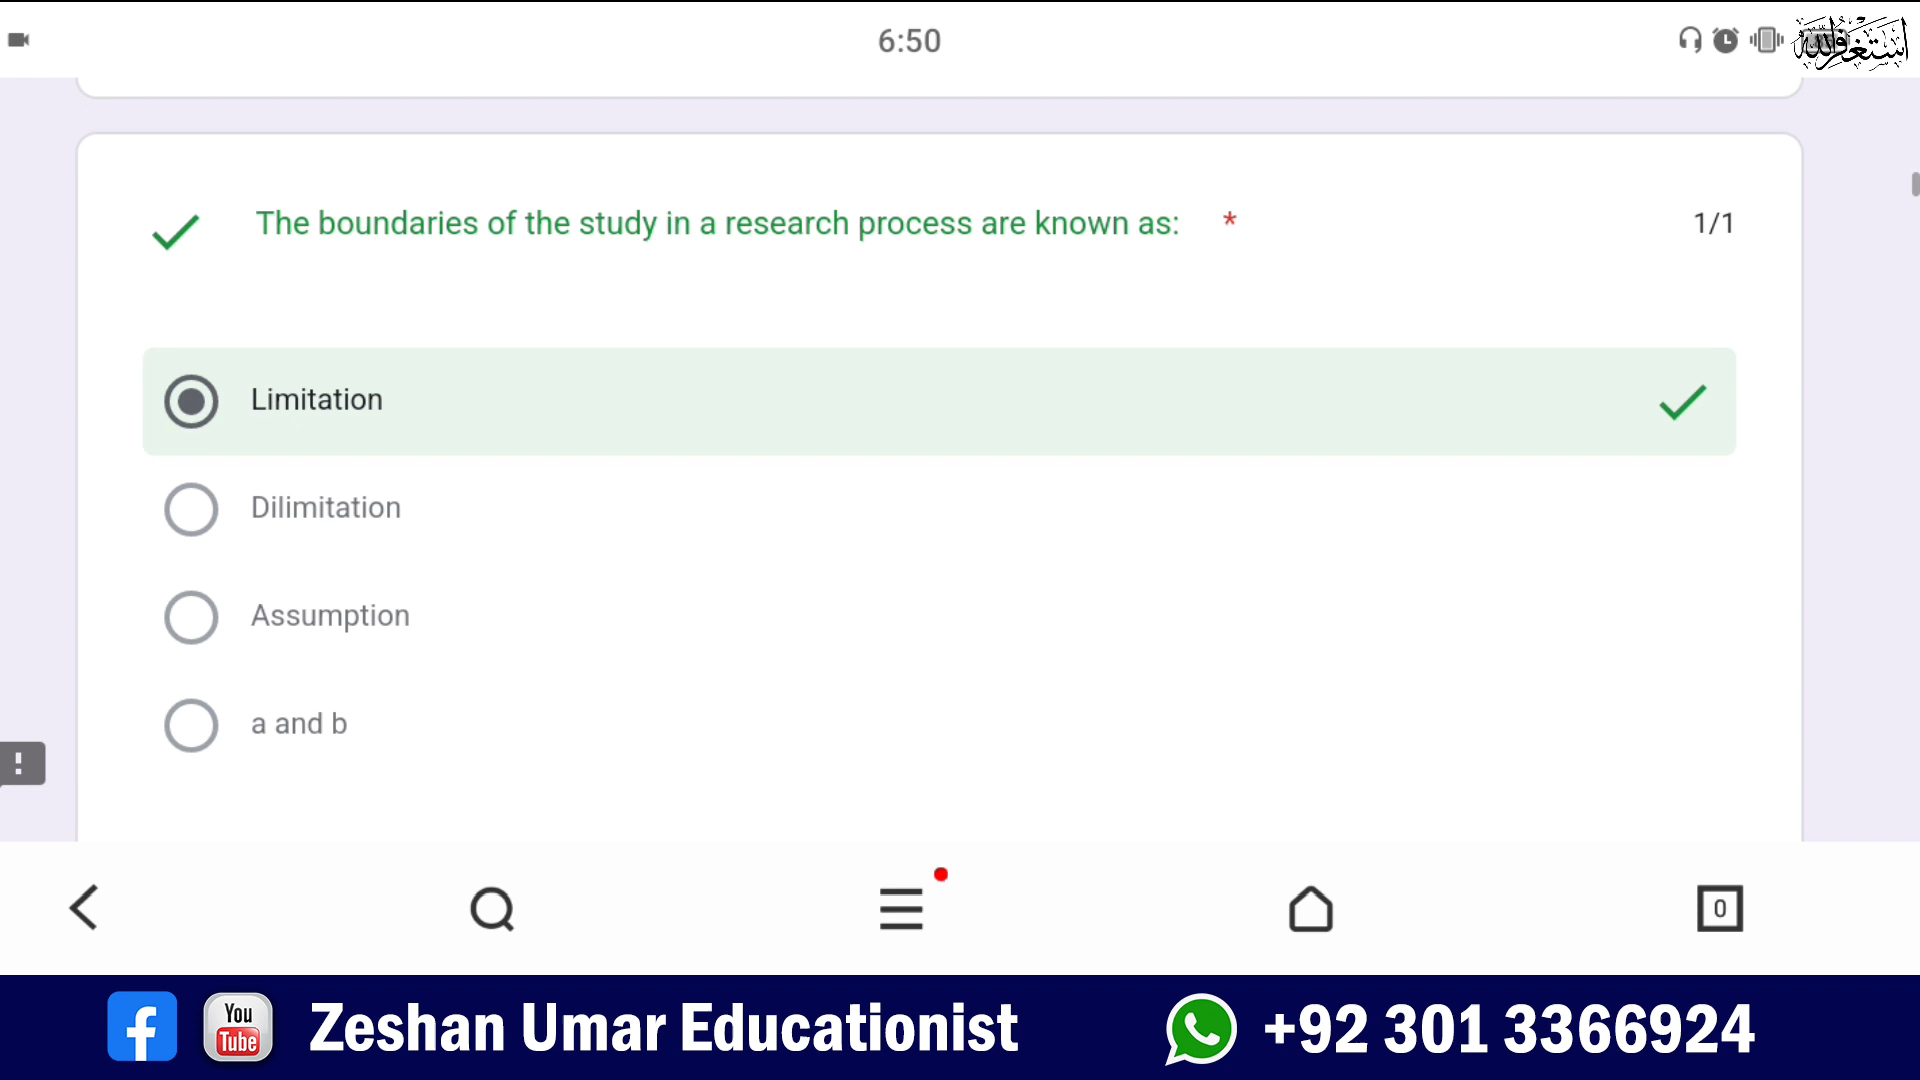 6:50
استغفرالله
The boundaries of the study in a research process are known as: *
1/1
Limitation
Dilimitation
Assumption
a and b
!
0
f
You
Tube
Zeshan Umar Educationist
+92 301 3366924